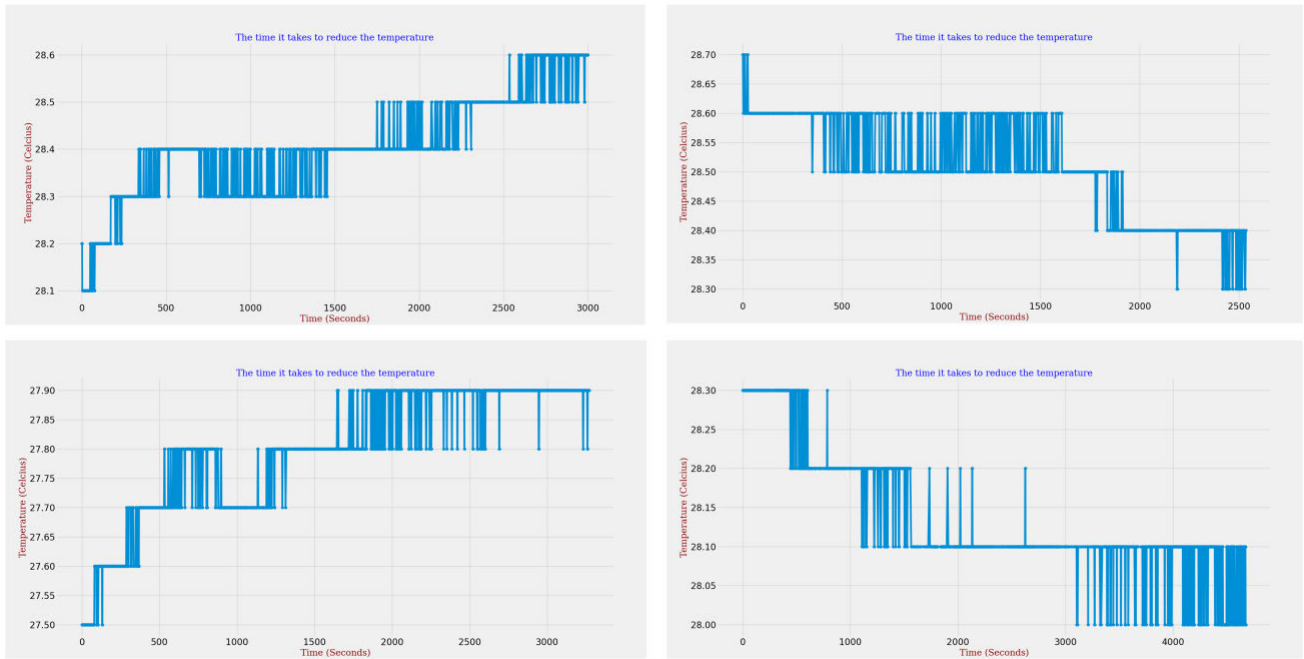 The time it takes to reduce the temperature
28.6
28.5
28.4
28.3
28.2
28.1
Temperature (Celcius)
0 500 1000 1500 2000 2500 3000
Time (Seconds)
The time it takes to reduce the temperature
28.70
28.65
28.60
28.55
28.50
28.45
28.40
28.35
28.30
Temperature (Celcius)
0 500 1000 1500 2000 2500
Time (Seconds)
The time it takes to reduce the temperature
27.90
27.85
27.80
27.75
27.70
27.65
27.60
27.55
27.50
Temperature (Celcius)
0 500 1000 1500 2000 2500 3000
Time (Seconds)
The time it takes to reduce the temperature
28.30
28.25
28.20
28.15
28.10
28.05
28.00
Temperature (Celcius)
0 1000 2000 3000 4000
Time (Seconds)